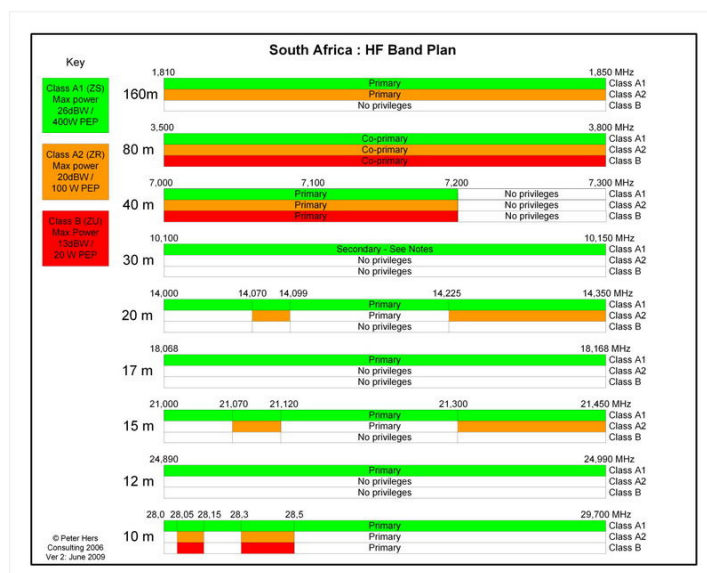 South Africa : HF Band Plan
Key
Class A1 (ZS)
Max power
26dBW /
400W PEP
Class A2 (ZR)
Max power
20dBW /
100 W PEP
Class B (ZU)
Max Power
13dBW /
20 W PEP
1,810 1,850 MHz
160m
Primary Class A1
Primary Class A2
No privileges Class B
3,500 3,800 MHz
80 m
Co-primary Class A1
Co-primary Class A2
Co-primary Class B
7,000 7,100 7,200 7,300 MHz
40 m
Primary No privileges Class A1
Primary No privileges Class A2
Primary No privileges Class B
10,100 10,150 MHz
30 m
Secondary - See Notes Class A1
No privileges Class A2
No privileges Class B
14,000 14,070 14,099 14,225 14,350 MHz
20 m
Primary Class A1
Primary Class A2
No privileges Class B
18,068 18,168 MHz
17 m
Primary Class A1
No privileges Class A2
No privileges Class B
21,000 21,070 21,120 21,300 21,450 MHz
15 m
Primary Class A1
Primary Class A2
No privileges Class B
24,890 24,990 MHz
12 m
Primary Class A1
No privileges Class A2
No privileges Class B
28,0 28,05 28,15 28,3 28,5 29,700 MHz
10 m
Primary Class A1
Primary Class A2
Primary Class B
© Peter Hers
Consulting 2006
Ver 2: June 2009